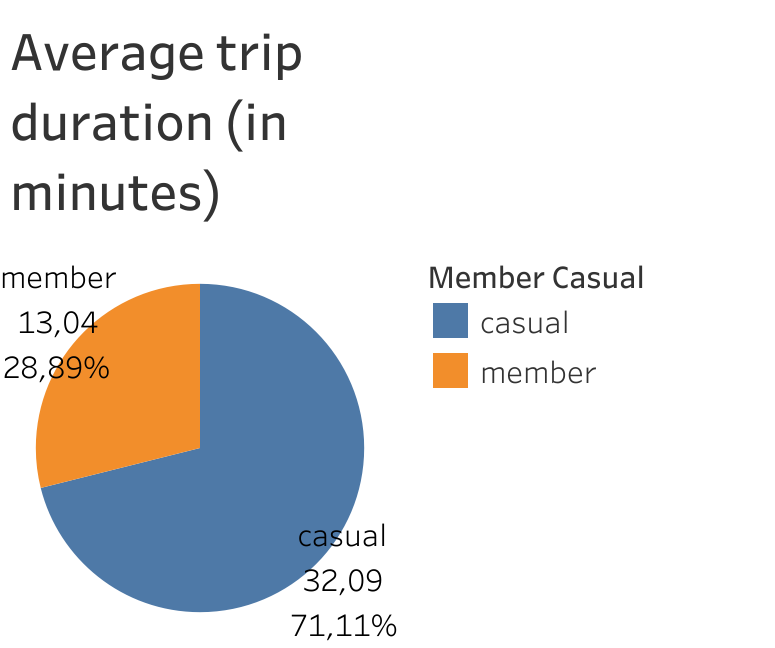 Average trip
duration (in
minutes)
member
13,04
28,89%
casual
32,09
71,11%
Member Casual
casual
member